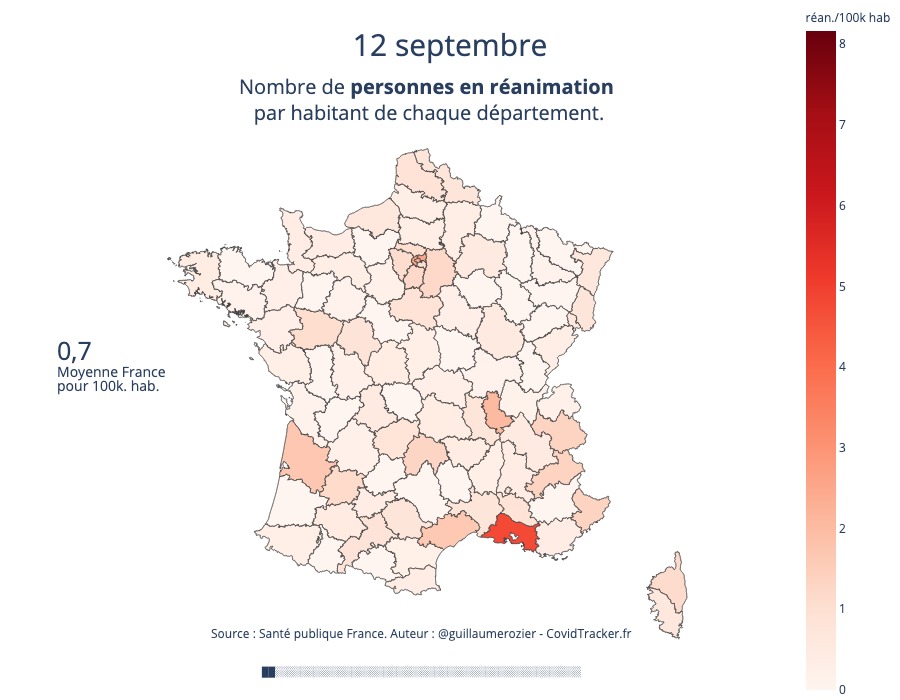 réan./100k hab
12 septembre
Nombre de personnes en réanimation
par habitant de chaque département.
8
7
6
5
4
3
2
1
0
0,7
Moyenne France
pour 100k. hab.
Source : Santé publique France. Auteur : @guillaumerozier - CovidTracker.fr